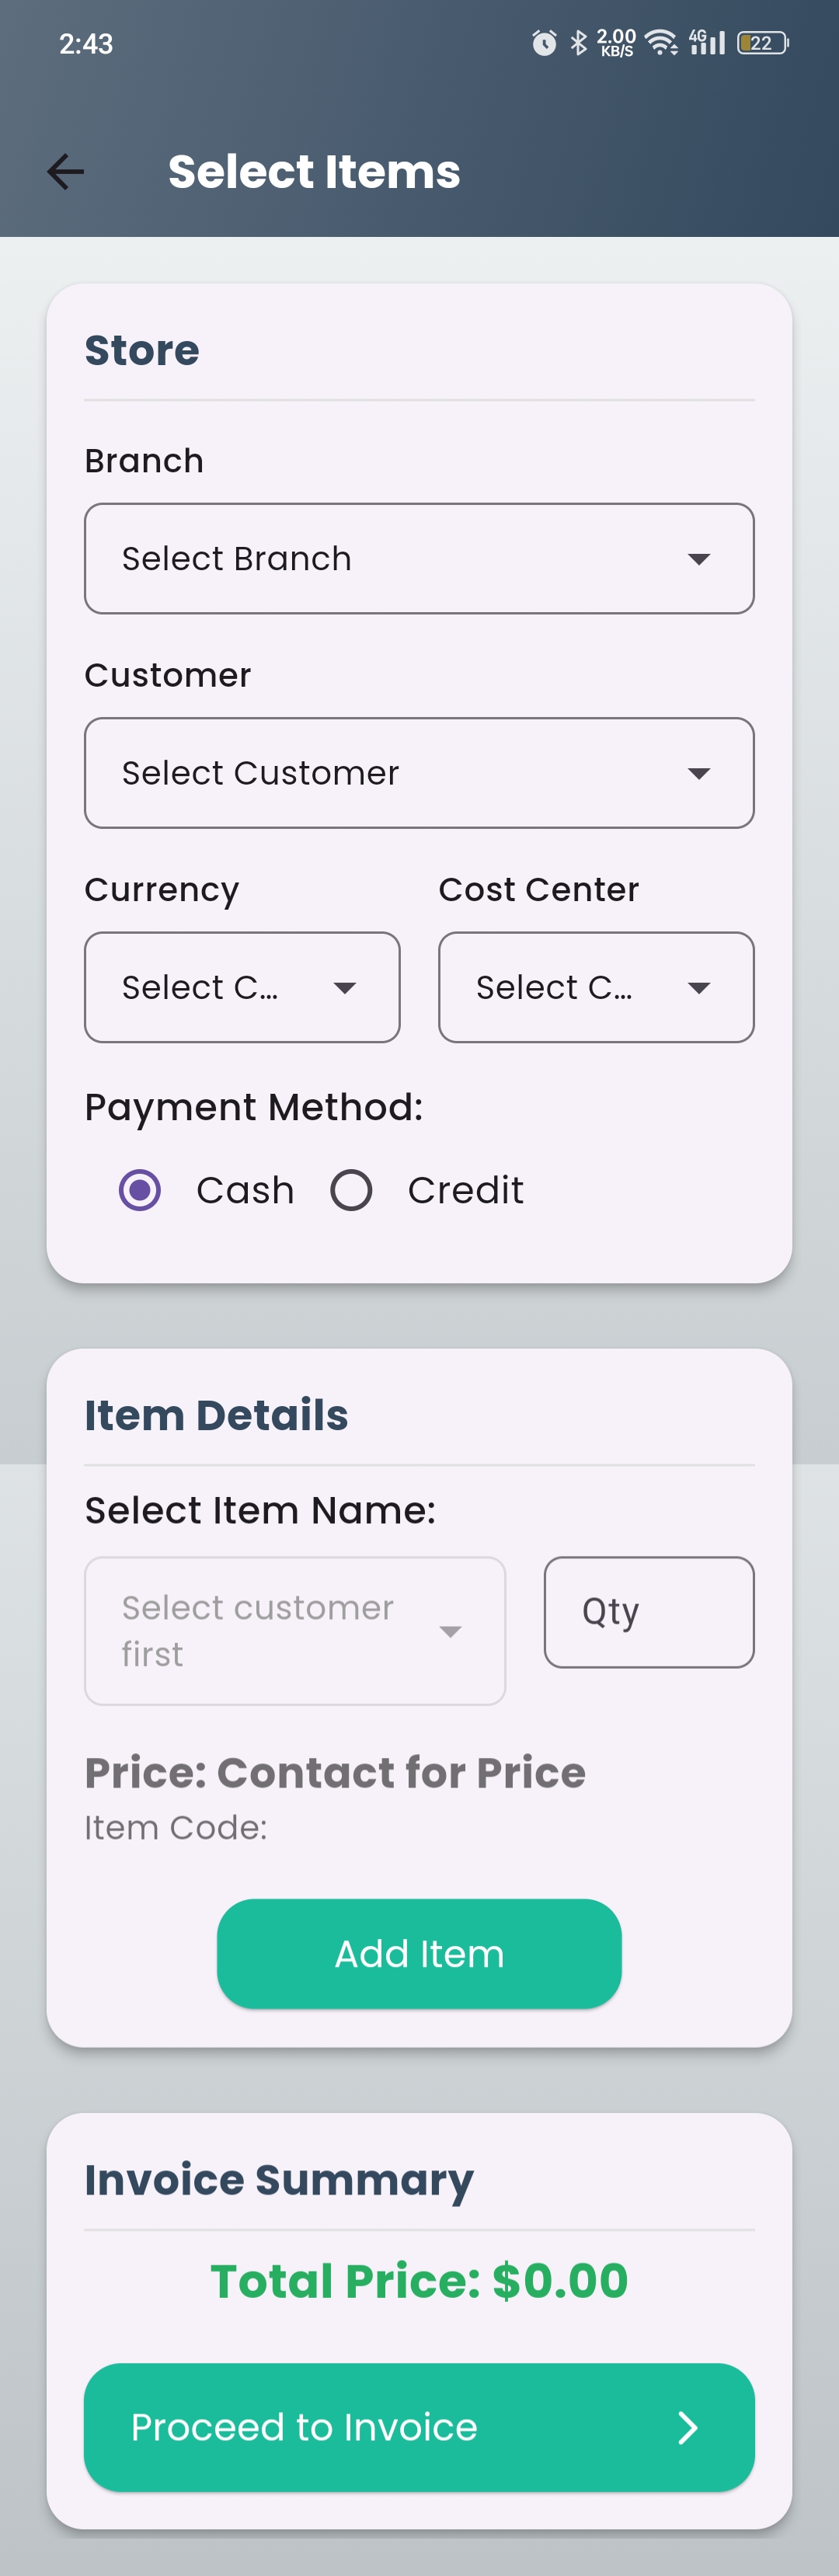 2:43
2.00
KB/S
4G
22
Select Items
Store
Branch
Select Branch
Customer
Select Customer
Currency
Cost Center
Select C...
Select C...
Payment Method:
Cash
Credit
Item Details
Select Item Name:
Select customer
first
Qty
Price: Contact for Price
Item Code:
Add Item
Invoice Summary
Total Price: $0.00
Proceed to Invoice